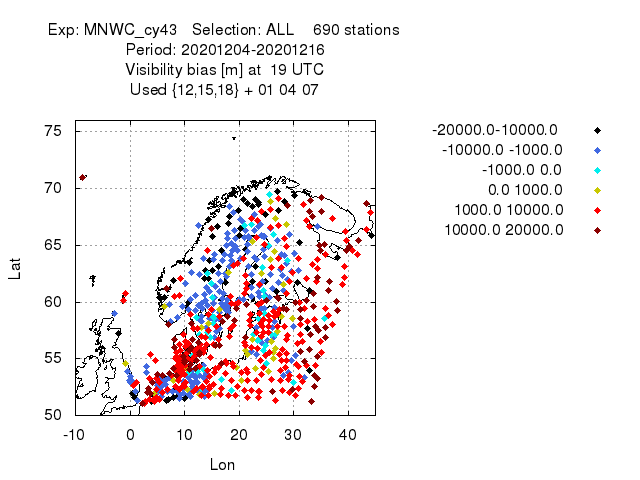 Exp: MNWC_cy43 Selection: ALL 690 stations
Period: 20201204-20201216
Visibility bias [m] at 19 UTC
Used {12,15,18} + 01 04 07
-20000.0-10000.0
-10000.0 -1000.0
-1000.0 0.0
0.0 1000.0
1000.0 10000.0
10000.0 20000.0
75
70
65
60
55
50
Lat
-10 0 10 20 30 40
Lon